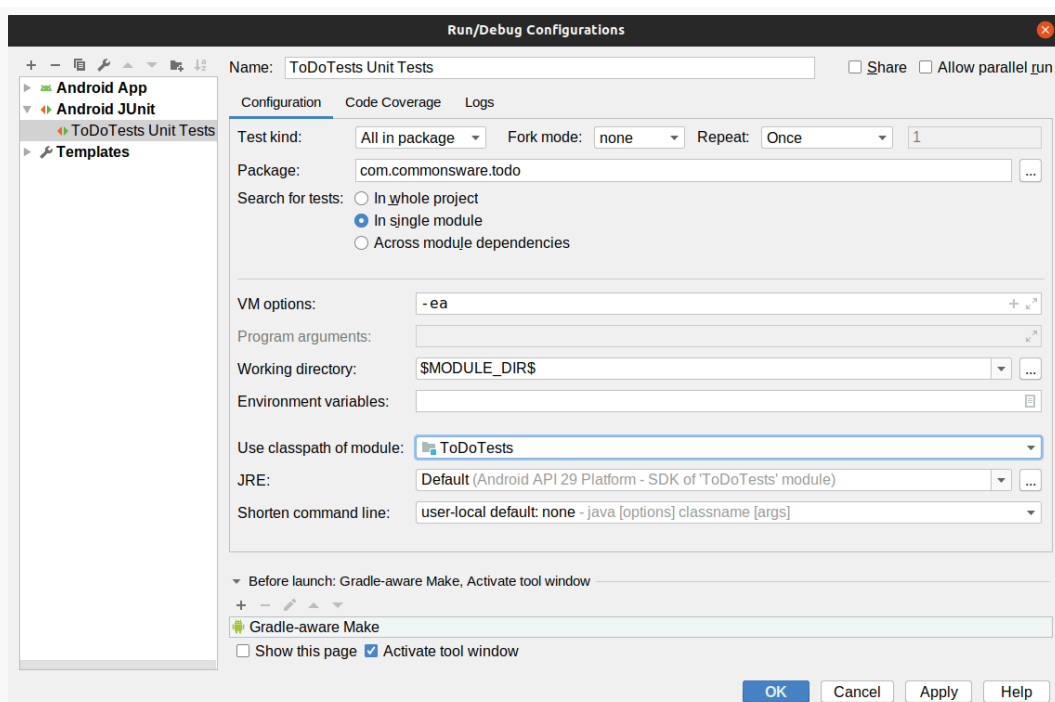 Run/Debug Configurations
Name: ToDoTests Unit Tests Share Allow parallel run
Android App
Android JUnit
ToDoTests Unit Tests
Templates
Configuration Code Coverage Logs
Test kind: All in package Fork mode: none Repeat: Once 1
Package: com.commonsware.todo ...
Search for tests: In whole project
In single module
Across module dependencies
VM options: -ea
Program arguments:
Working directory: $MODULE_DIR$ ...
Environment variables:
Use classpath of module: ToDoTests
JRE: Default (Android API 29 Platform - SDK of 'ToDoTests' module) ...
Shorten command line: user-local default: none - java [options] classname [args]
Before launch: Gradle-aware Make, Activate tool window
Gradle-aware Make
Show this page Activate tool window
OK Cancel Apply Help